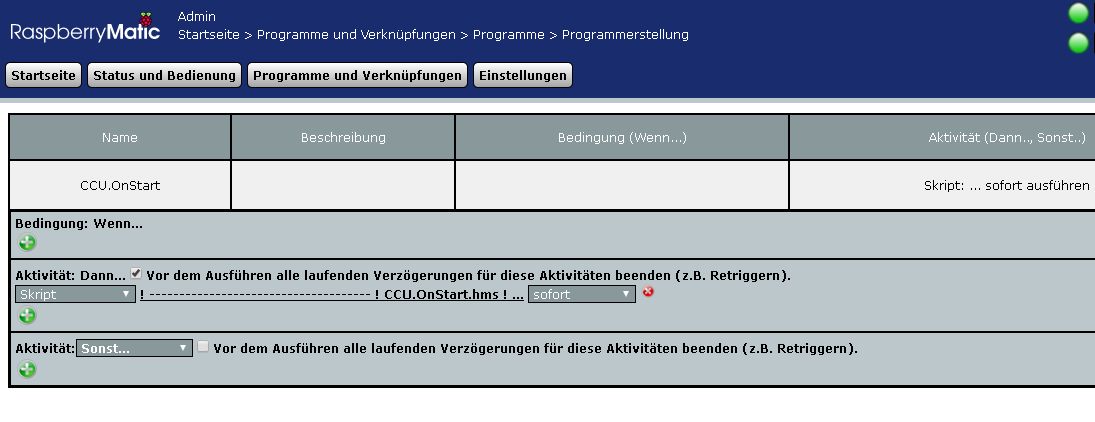 RaspberryMatic
Admin
Startseite > Programme und Verknüpfungen > Programme > Programmerstellung
Startseite Status und Bedienung Programme und Verknüpfungen Einstellungen
Name Beschreibung Bedingung (Wenn...) Aktivität (Dann.., Sonst..)
CCU.OnStart Skript: ... sofort ausführen
Bedingung: Wenn...
Aktivität: Dann... Vor dem Ausführen alle laufenden Verzögerungen für diese Aktivitäten beenden (z.B. Retriggern).
Skript ! ------------------------------------- ! CCU.OnStart.hms ! ... sofort
Aktivität: Sonst... Vor dem Ausführen alle laufenden Verzögerungen für diese Aktivitäten beenden (z.B. Retriggern).